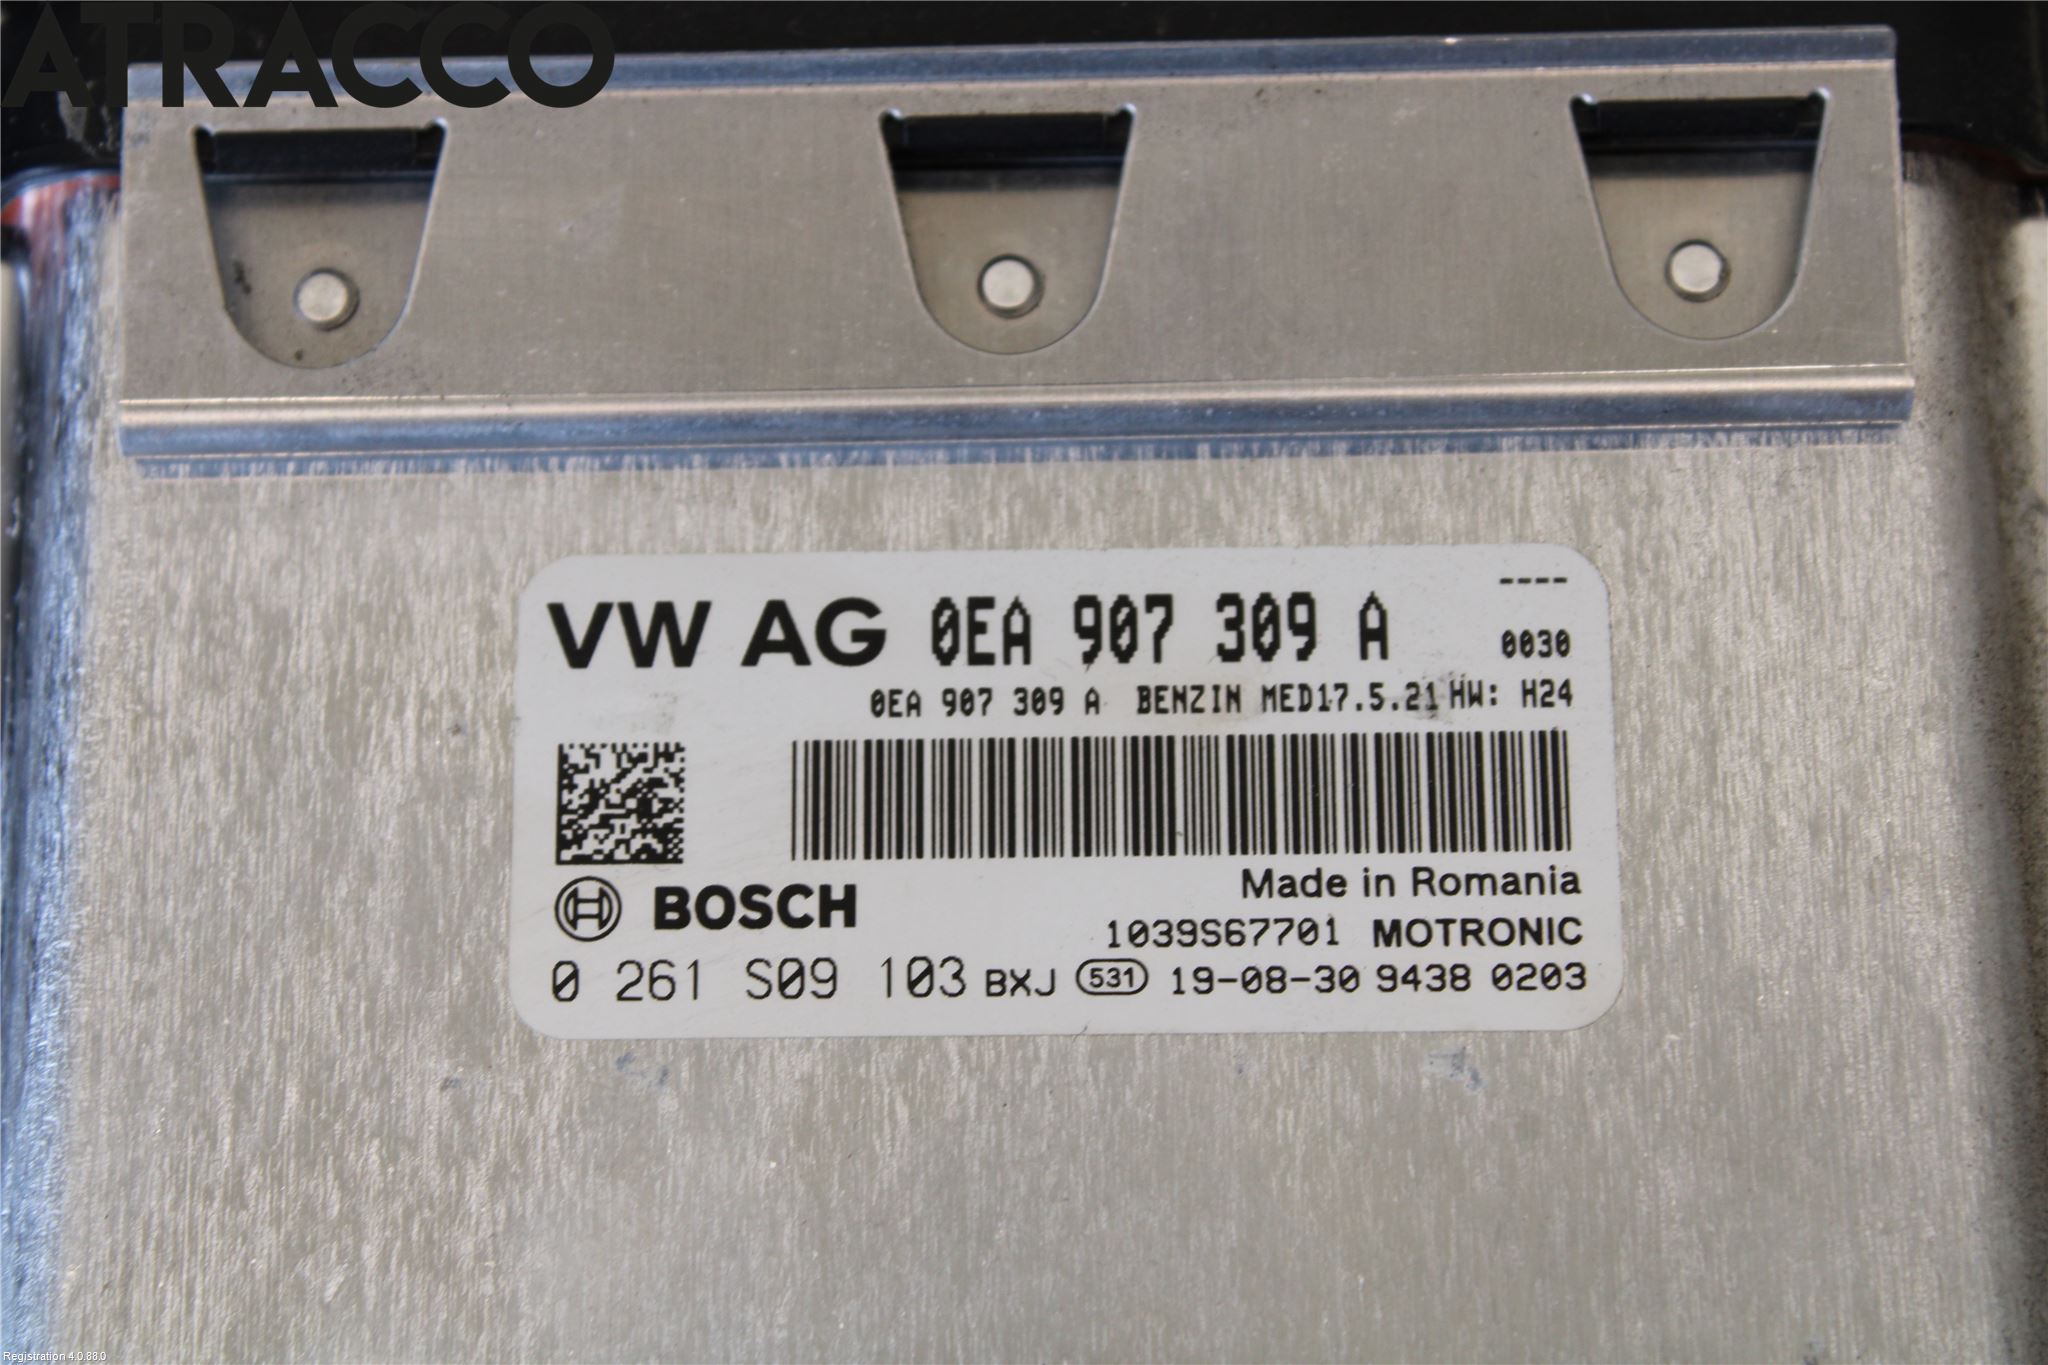 ATRACCO
----
VW AG 0EA 907 309 A 0030
0EA 907 309 A BENZIN MED17.5.21 HW: H24
Made in Romania
BOSCH
1039S67701 MOTRONIC
0 261 S09 103 BXJ 531 19-08-30 9438 0203
Registration 4.0.88.0